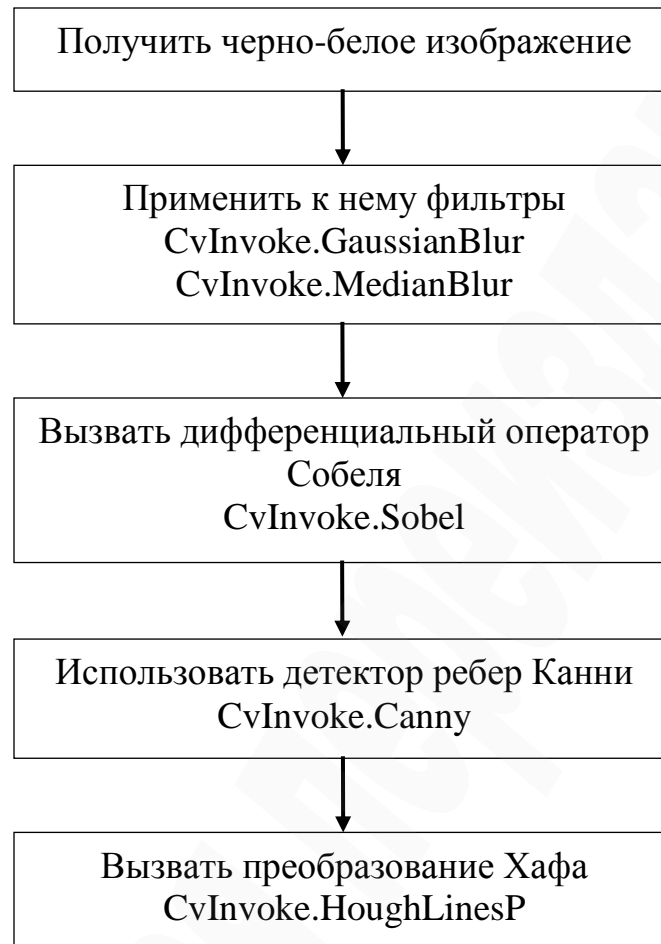 Получить черно-белое изображение
Применить к нему фильтры
CvInvoke.GaussianBlur
CvInvoke.MedianBlur
Вызвать дифференциальный оператор
Собеля
CvInvoke.Sobel
Использовать детектор ребер Канни
CvInvoke.Canny
Вызвать преобразование Хафа
CvInvoke.HoughLinesP